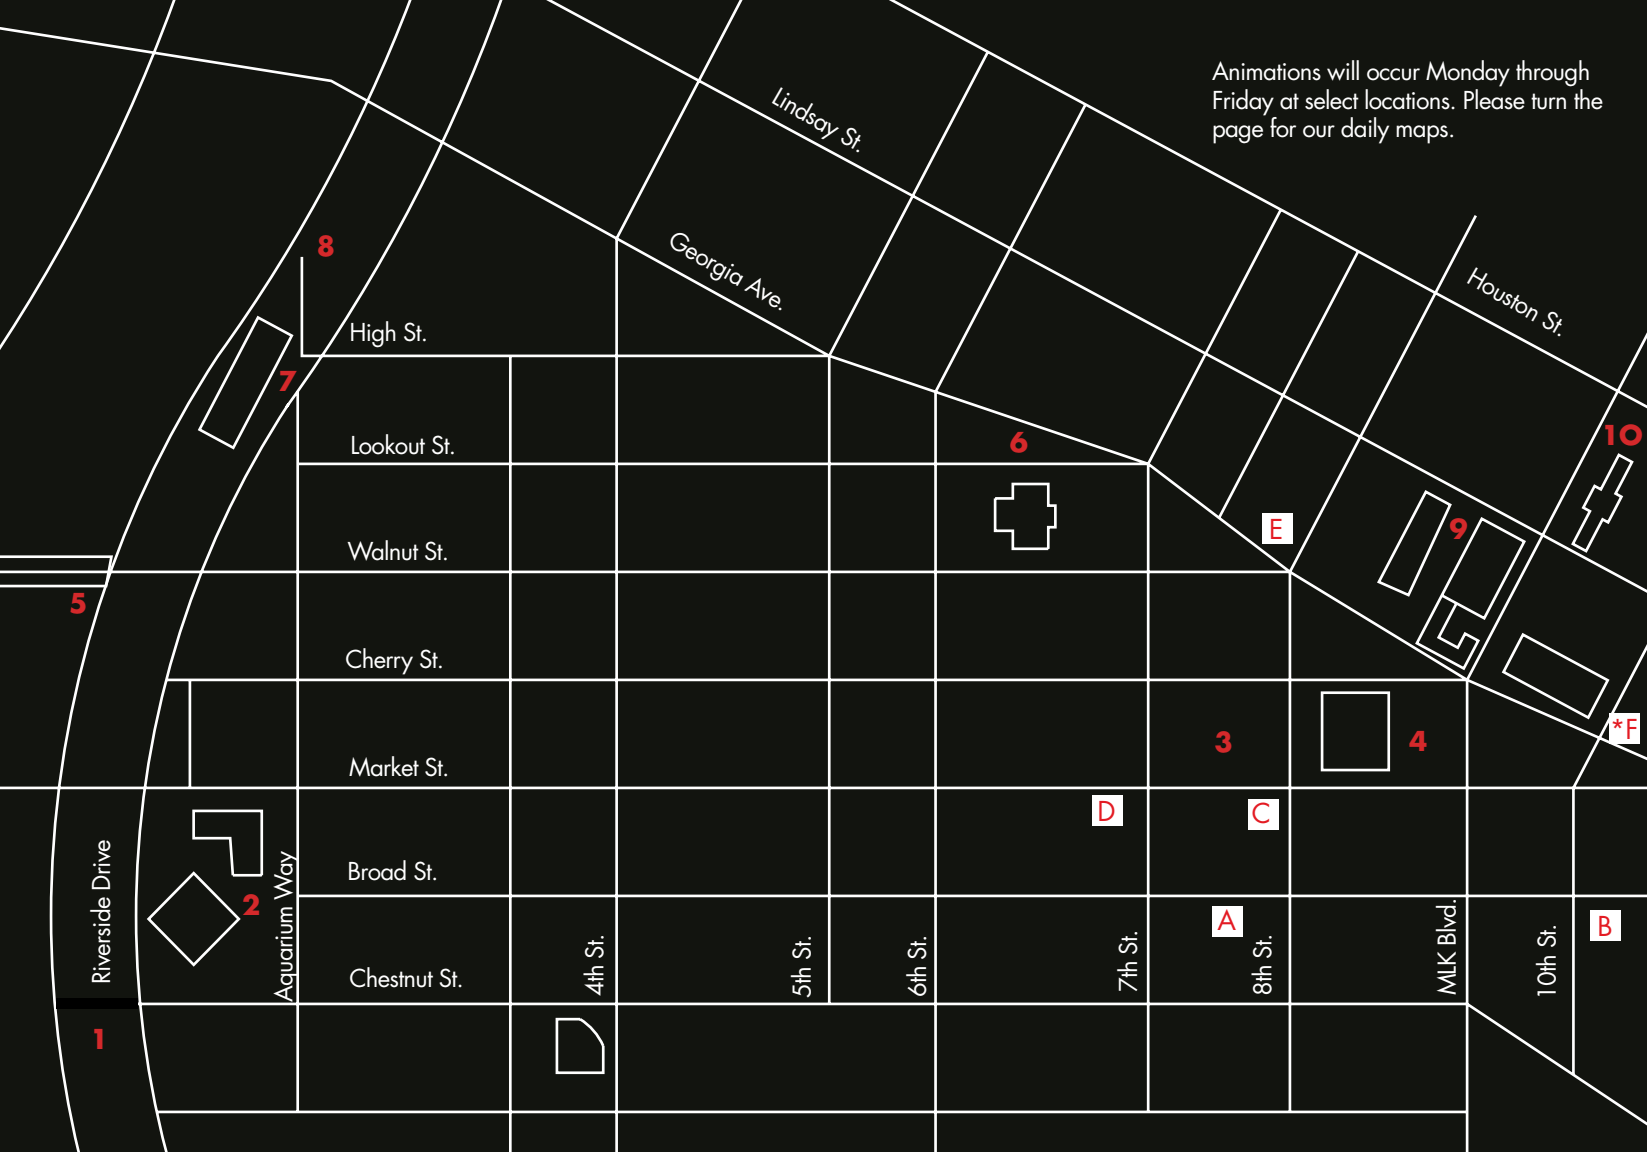 Animations will occur Monday through
Friday at select locations. Please turn the
page for our daily maps.
Lindsay St.
8
Georgia Ave.
Houston St.
High St.
7
Lookout St.
6
10
E
9
Walnut St.
5
Cherry St.
*F
3
4
Market St.
D
C
Broad St.
2
A
B
Riverside Drive
Aquarium Way
Chestnut St.
4th St.
5th St.
6th St.
7th St.
8th St.
MLK Blvd.
10th St.
1